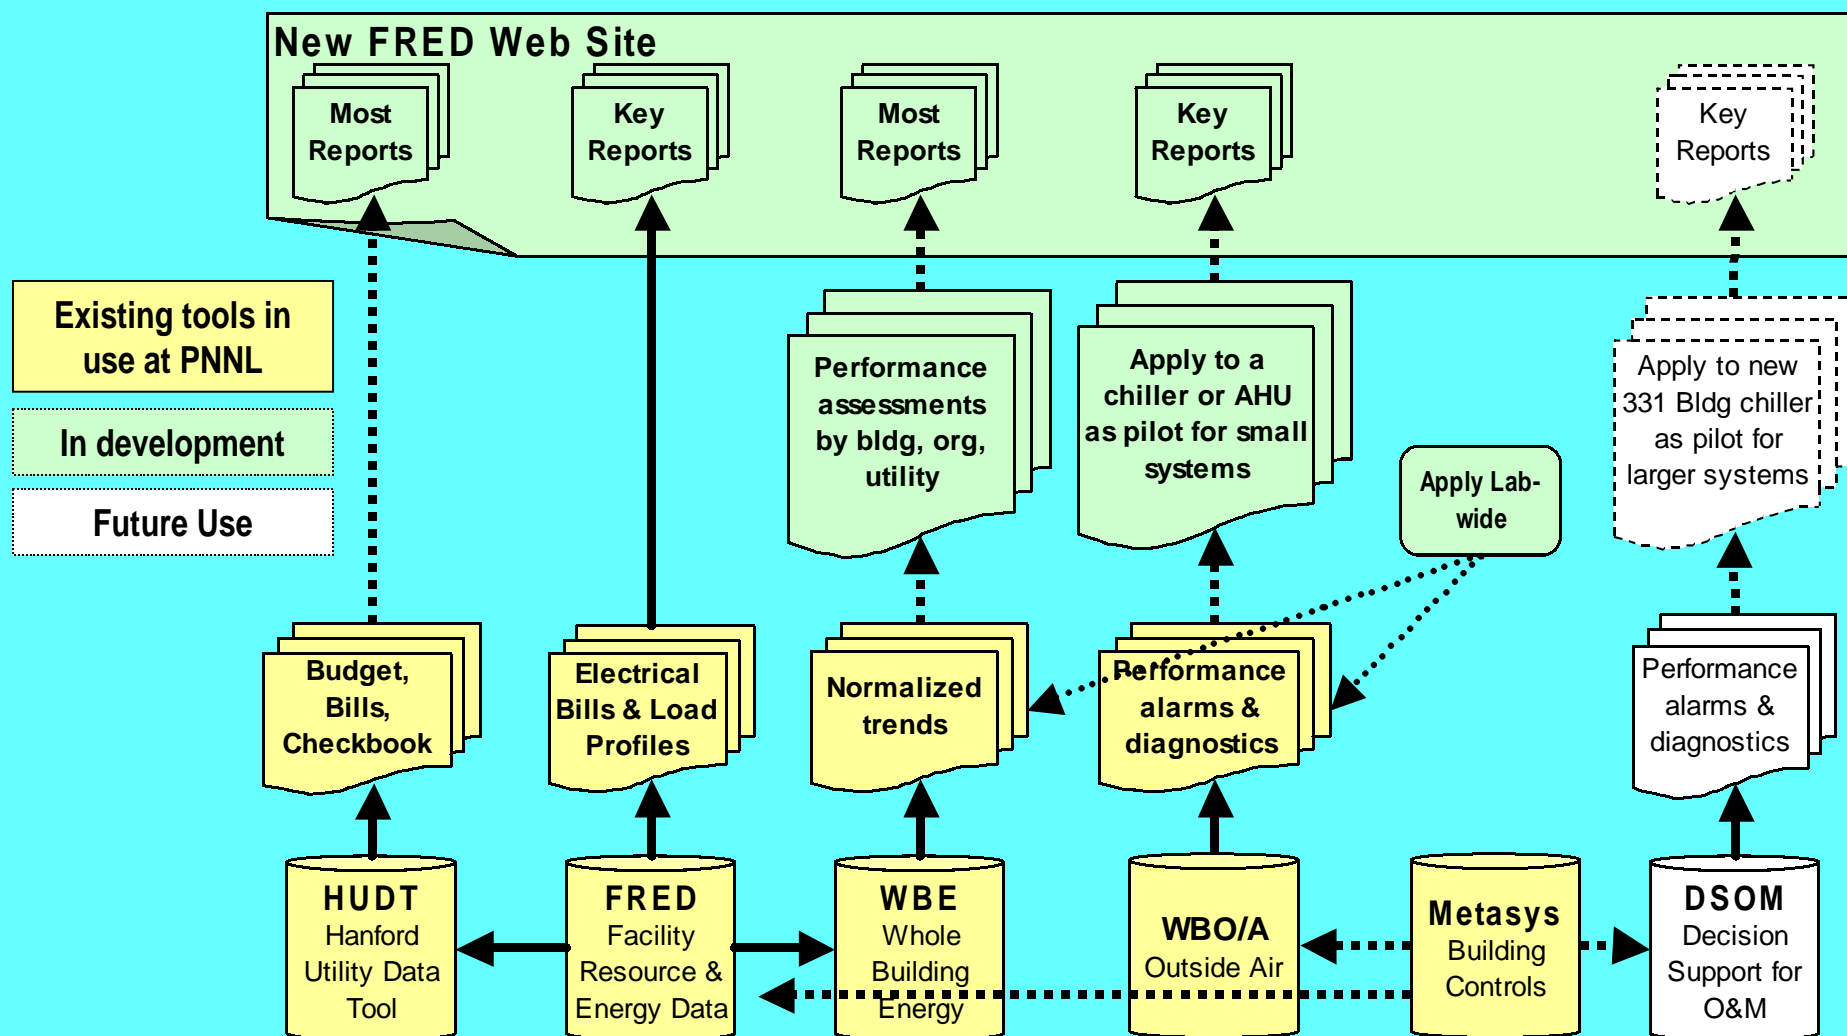 New FRED Web Site
Most
Reports
Key
Reports
Most
Reports
Key
Reports
Key
Reports
Existing tools in
use at PNNL
In development
Future Use
Performance
assessments
by bldg, org,
utility
Apply to a
chiller or AHU
as pilot for small
systems
Apply Lab-
wide
Apply to new
331 Bldg chiller
as pilot for
larger systems
Budget,
Bills,
Checkbook
Electrical
Bills & Load
Profiles
Normalized
trends
Performance
alarms &
diagnostics
Performance
alarms &
diagnostics
HUDT
Hanford
Utility Data
Tool
FRED
Facility
Resource &
Energy Data
WBE
Whole
Building
Energy
WBO/A
Outside Air
Metasys
Building
Controls
DSOM
Decision
Support for
O&M